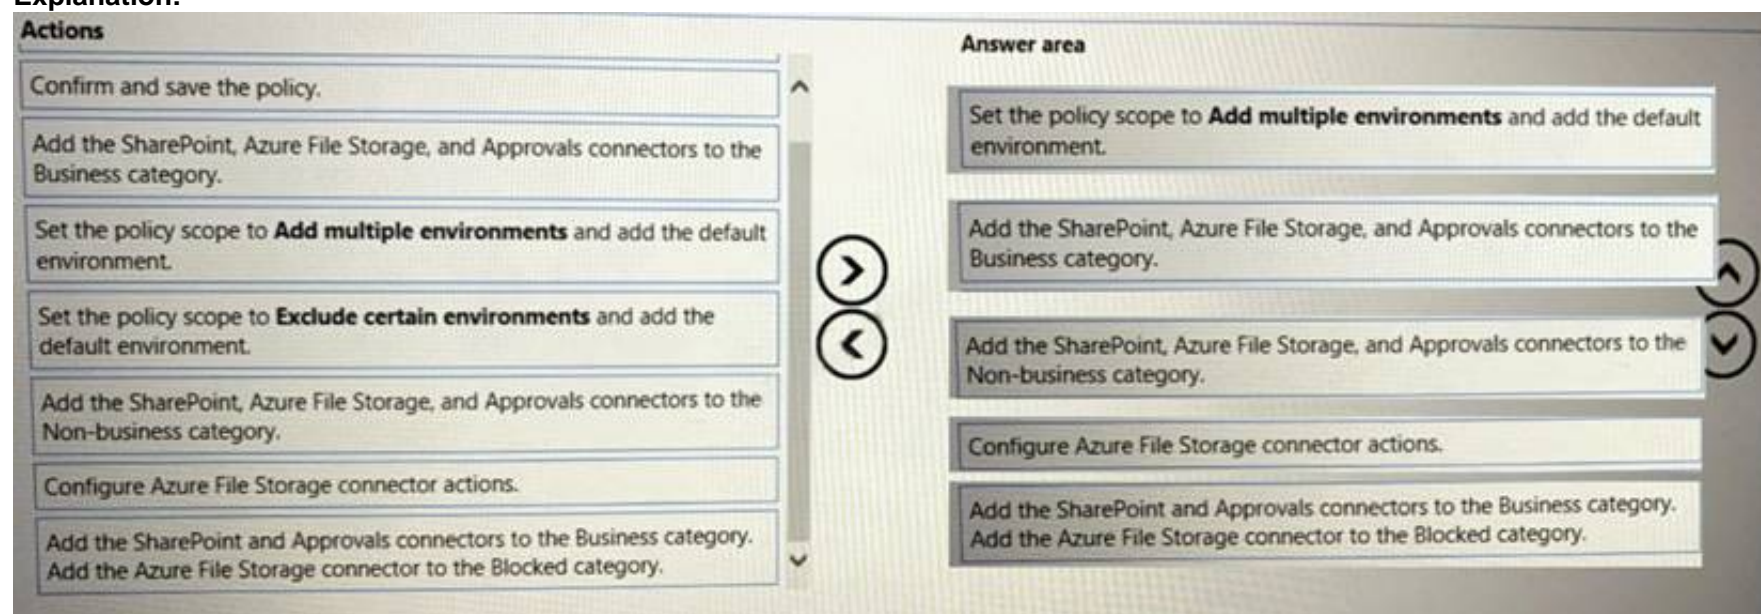 Explanation:
Actions
Confirm and save the policy.
Add the SharePoint, Azure File Storage, and Approvals connectors to the
Business category.
Set the policy scope to Add multiple environments and add the default
environment.
Set the policy scope to Exclude certain environments and add the
default environment.
Add the SharePoint, Azure File Storage, and Approvals connectors to the
Non-business category.
Configure Azure File Storage connector actions.
Add the SharePoint and Approvals connectors to the Business category.
Add the Azure File Storage connector to the Blocked category.
Answer area
Set the policy scope to Add multiple environments and add the default
environment.
Add the SharePoint, Azure File Storage, and Approvals connectors to the
Business category.
Add the SharePoint, Azure File Storage, and Approvals connectors to the
Non-business category.
Configure Azure File Storage connector actions.
Add the SharePoint and Approvals connectors to the Business category.
Add the Azure File Storage connector to the Blocked category.